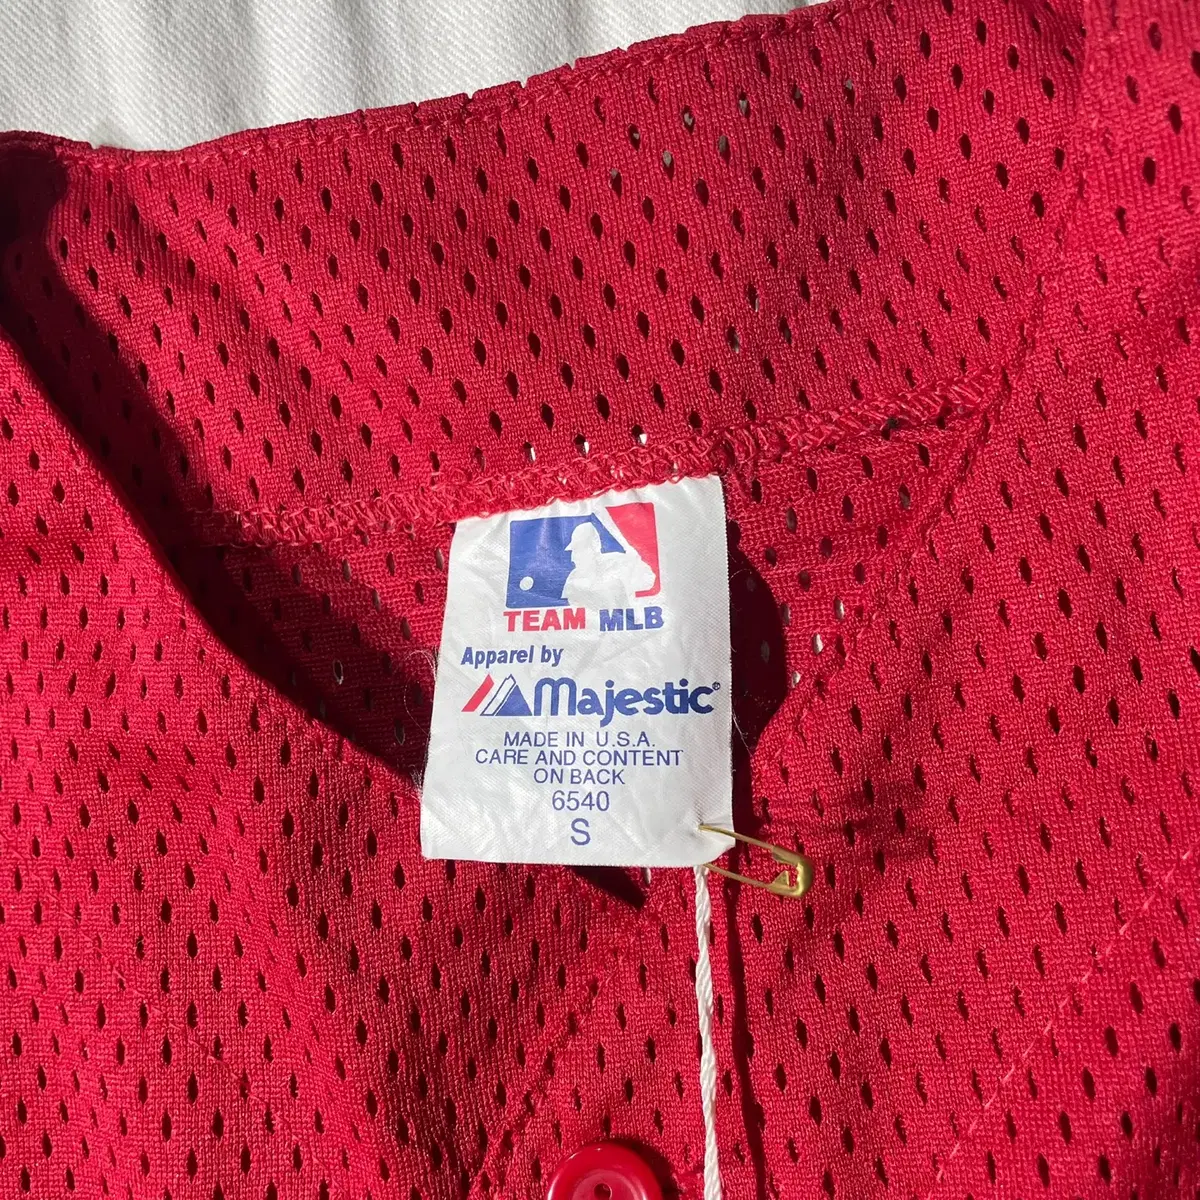 TEAM MLB
Apparel by
Majestic®
MADE IN U.S.A.
CARE AND CONTENT
ON BACK
6540
S